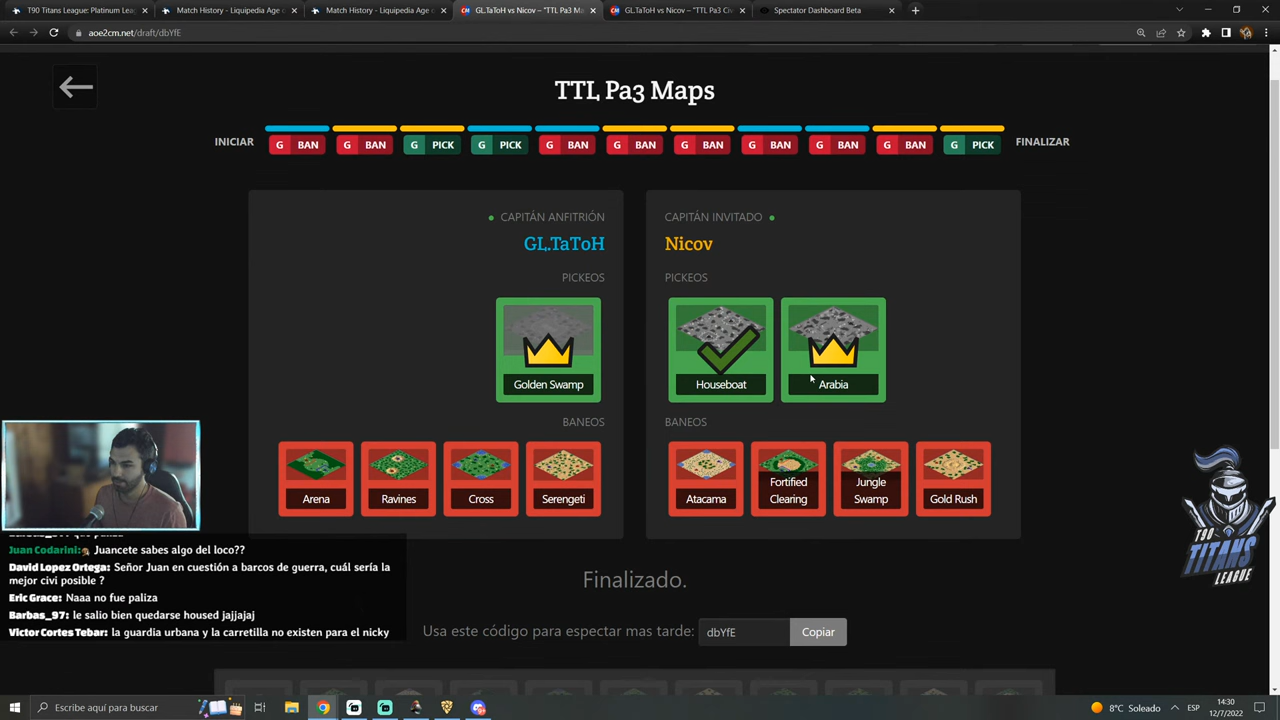 T90 Titans League: Platinum Leag
Match History - Liquipedia Age o
Match History - Liquipedia Age o
GL.TaToH vs Nicov – "TTL Pa3 Ma
GL.TaToH vs Nicov – "TTL Pa3 Civ
Spectator Dashboard Beta
aoe2cm.net/draft/dbYfE
TTL Pa3 Maps
INICIAR
G BAN
G BAN
G PICK
G PICK
G BAN
G BAN
G BAN
G BAN
G BAN
G BAN
G PICK
FINALIZAR
CAPITÁN ANFITRIÓN
GL.TaToH
PICKEOS
Golden Swamp
BANEOS
Arena
Ravines
Cross
Serengeti
CAPITÁN INVITADO
Nicov
PICKEOS
Houseboat
Arabia
BANEOS
Atacama
Fortified
Clearing
Jungle
Swamp
Gold Rush
Juan Codarini: Juancete sabes algo del loco??
David Lopez Ortega: Señor Juan en cuestión a barcos de guerra, cuál sería la
mejor civi posible ?
Eric Grace: Naaa no fue paliza
Barbas_97: le salio bien quedarse housed jajjajaj
Victor Cortes Tebar: la guardia urbana y la carretilla no existen para el nicky
Finalizado.
Usa este código para espectar mas tarde:
dbYfE
Copiar
T90
TITANS
LEAGUE
Escribe aquí para buscar
8°C Soleado
ESP
14:30
12/7/2022